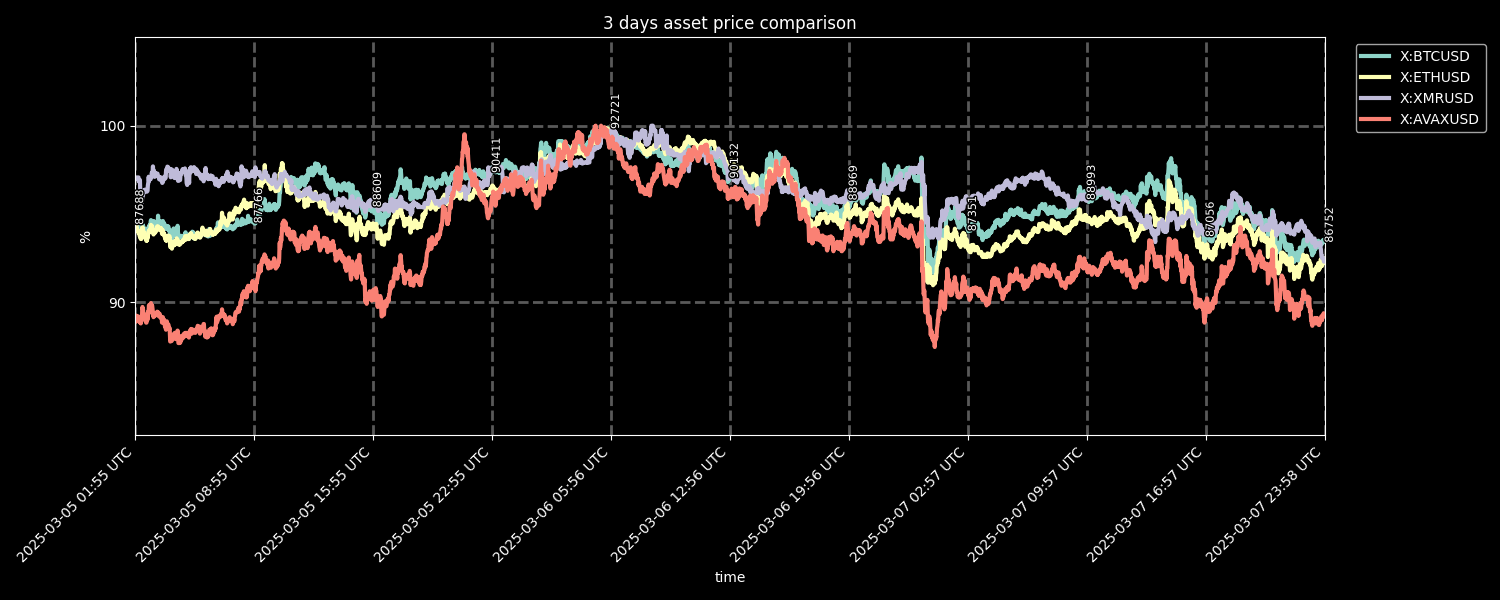 3 days asset price comparison
X:BTCUSD
X:ETHUSD
X:XMRUSD
X:AVAXUSD
100
90
%
87688
87766
88609
90411
92721
90132
88969
87351
88993
87056
86752
2025-03-05 01:55 UTC
2025-03-05 08:55 UTC
2025-03-05 15:55 UTC
2025-03-05 22:55 UTC
2025-03-06 05:56 UTC
2025-03-06 12:56 UTC
2025-03-06 19:56 UTC
2025-03-07 02:57 UTC
2025-03-07 09:57 UTC
2025-03-07 16:57 UTC
2025-03-07 23:58 UTC
time